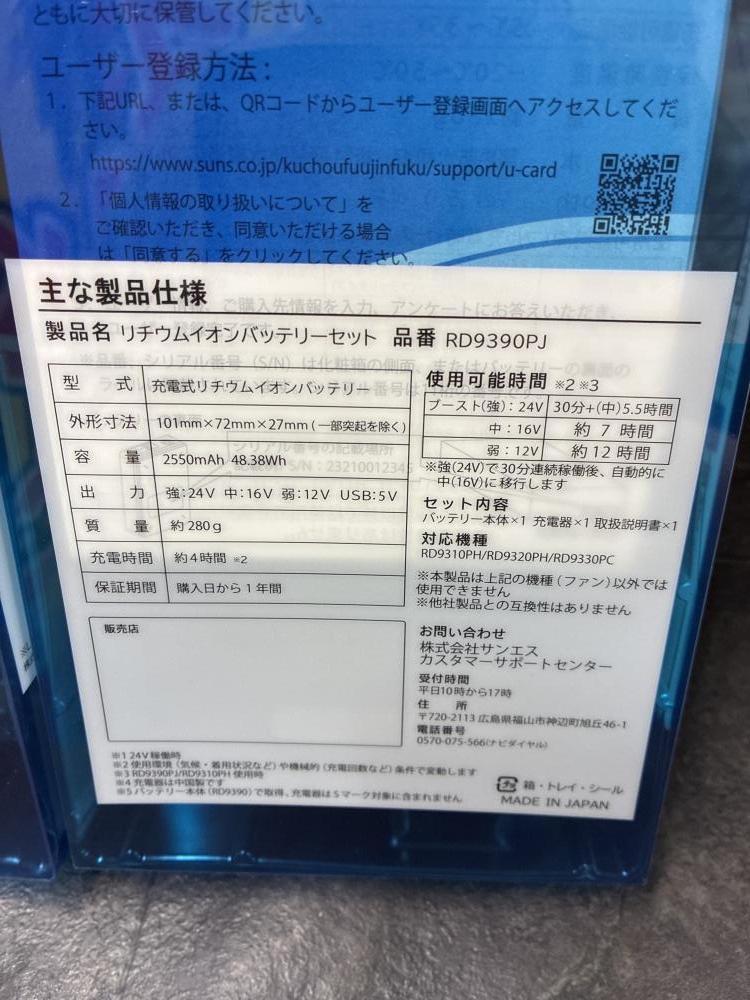 ともに大切に保管してください。
ユーザー登録方法：
1．下記URL、または、QRコードからユーザー登録画面へアクセスしてくだ
さい。
https://www.suns.co.jp/kuchoufuujinfuku/support/u-card
2．「個人情報の取り扱いについて」を
ご確認いただき、同意いただける場合
は「同意する」をクリックしてください。
主な製品仕様
製品名 リチウムイオンバッテリーセット 品番 RD9390PJ
型 式 充電式リチウムイオンバッテリー
外形寸法 101mm×72mm×27mm（一部突起を除く）
容 量 2550mAh 48.38Wh
出 力 強：24V 中：16V 弱：12V USB：5V
質 量 約280g
充電時間 約4時間 ※2
保証期間 購入日から1年間
販売店
※1 24V稼働時
※2 使用環境（気候・着用状況など）や機械的（充電回数など）条件で変動します
※3 RD9390PJ/RD9310PH 使用時
※4 充電器は中国製です
※5 バッテリー本体（RD9390）で取得、充電器はSマーク対象に含まれません
使用可能時間 ※2 ※3
ブースト(強)：24V 30分+(中)5.5時間
中：16V 約 7 時間
弱：12V 約12時間
※強(24V)で30分連続稼働後、自動的に
中(16V)に移行します
セット内容
バッテリー本体×1 充電器×1 取扱説明書×1
対応機種
RD9310PH/RD9320PH/RD9330PC
※本製品は上記の機種（ファン）以外では
使用できません
※他社製品との互換性はありません
お問い合わせ
株式会社サンエス
カスタマーサポートセンター
受付時間
平日10時から17時
住 所
〒720-2113 広島県福山市神辺町旭丘46-1
電話番号
0570-075-566(ナビダイヤル)
箱・トレイ・シール
MADE IN JAPAN